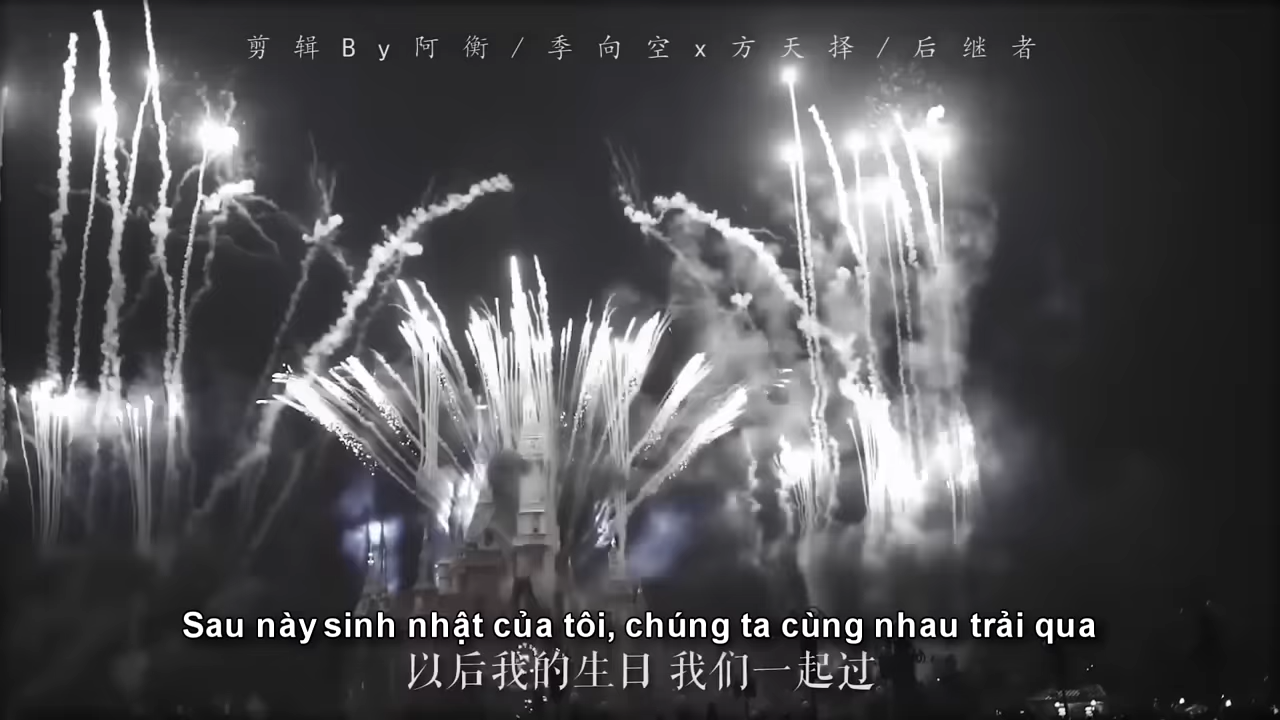 剪辑By阿衡/季向空x方天择/后继者
Sau này sinh nhật của tôi, chúng ta cùng nhau trải qua
以后我的生日 我们一起过